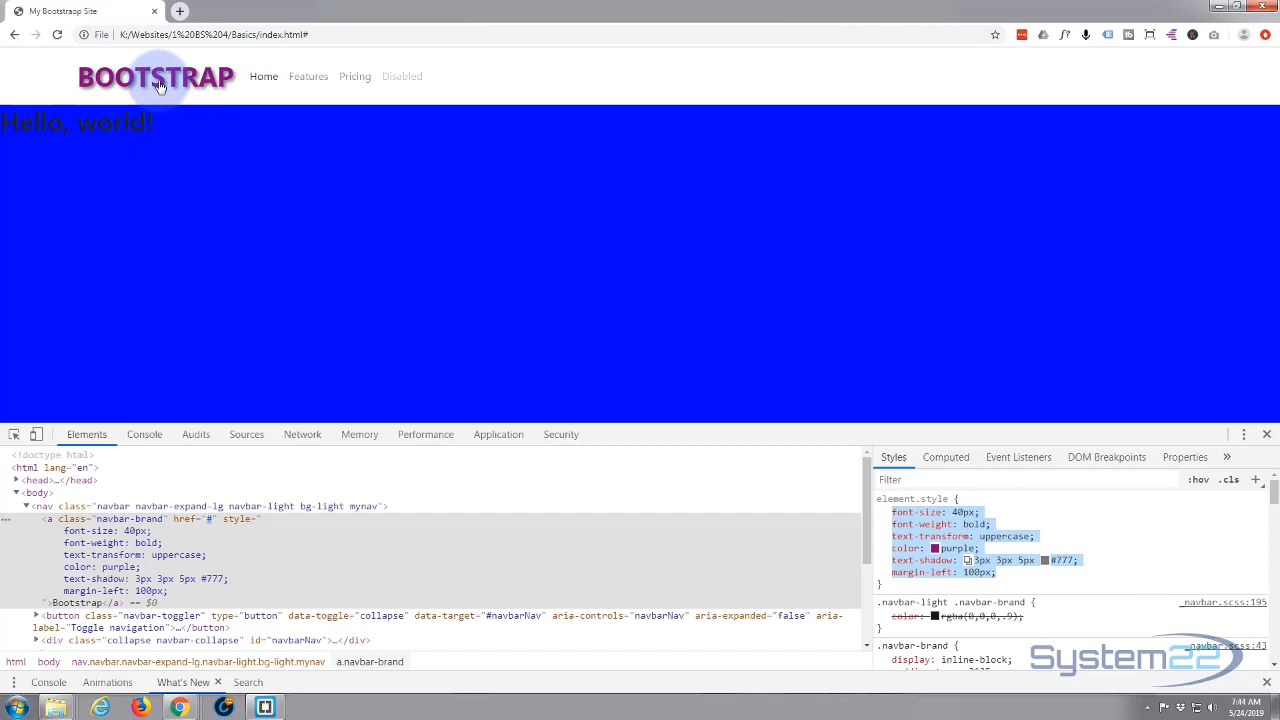 My Bootstraop Site
File
K:/Websites/1%20BS%204/Basics/index.html#
BOOTSTRAP Home Features Pricing Disabled
Hello, world!
Elements Console Audits Sources Network Memory Performance Application Security
<!doctype html>
<html lang="en">
<head>…</head>
<body>
<nav class="navbar navbar-expand-lg navbar-light bg-light mynav">
<a class="navbar-brand" href="#" style="
font-size: 40px;
font-weight: bold;
text-transform: uppercase;
color: purple;
text-shadow: 3px 3px 5px #777;
margin-left: 100px;
">Bootstrap</a> == $0
<button class="navbar-toggler" type="button" data-toggle="collapse" data-target="#navbarNav" aria-controls="navbarNav" aria-expanded="false" aria-
label="Toggle navigation">…</button>
<div class="collapse navbar-collapse" id="navbarNav">…</div>
html body nav.navbar.navbar-expand-lg.navbar-light.bg-light.mynav a.navbar-brand
Styles Computed Event Listeners DOM Breakpoints Properties »
Filter :hov .cls +
element.style {
font-size: 40px;
font-weight: bold;
text-transform: uppercase;
color: purple;
text-shadow: 3px 3px 5px #777;
margin-left: 100px;
}
.navbar-light .navbar-brand { _navbar.scss:195
color: rgba(0,0,0,.9);
}
.navbar-brand { _navbar.scss:43
display: inline-block;
Console Animations What's New × Search
System22
7:44 AM
5/24/2019